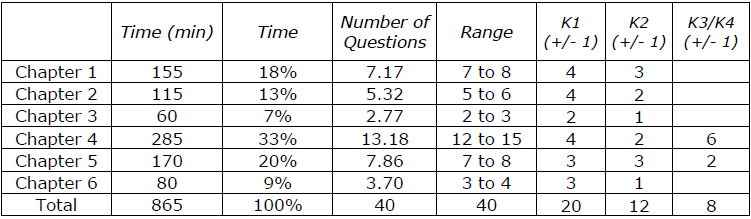 Time (min) Time Number of Questions Range K1 (+/- 1) K2 (+/- 1) K3/K4 (+/- 1)
Chapter 1 155 18% 7.17 7 to 8 4 3
Chapter 2 115 13% 5.32 5 to 6 4 2
Chapter 3 60 7% 2.77 2 to 3 2 1
Chapter 4 285 33% 13.18 12 to 15 4 2 6
Chapter 5 170 20% 7.86 7 to 8 3 3 2
Chapter 6 80 9% 3.70 3 to 4 3 1
Total 865 100% 40 40 20 12 8